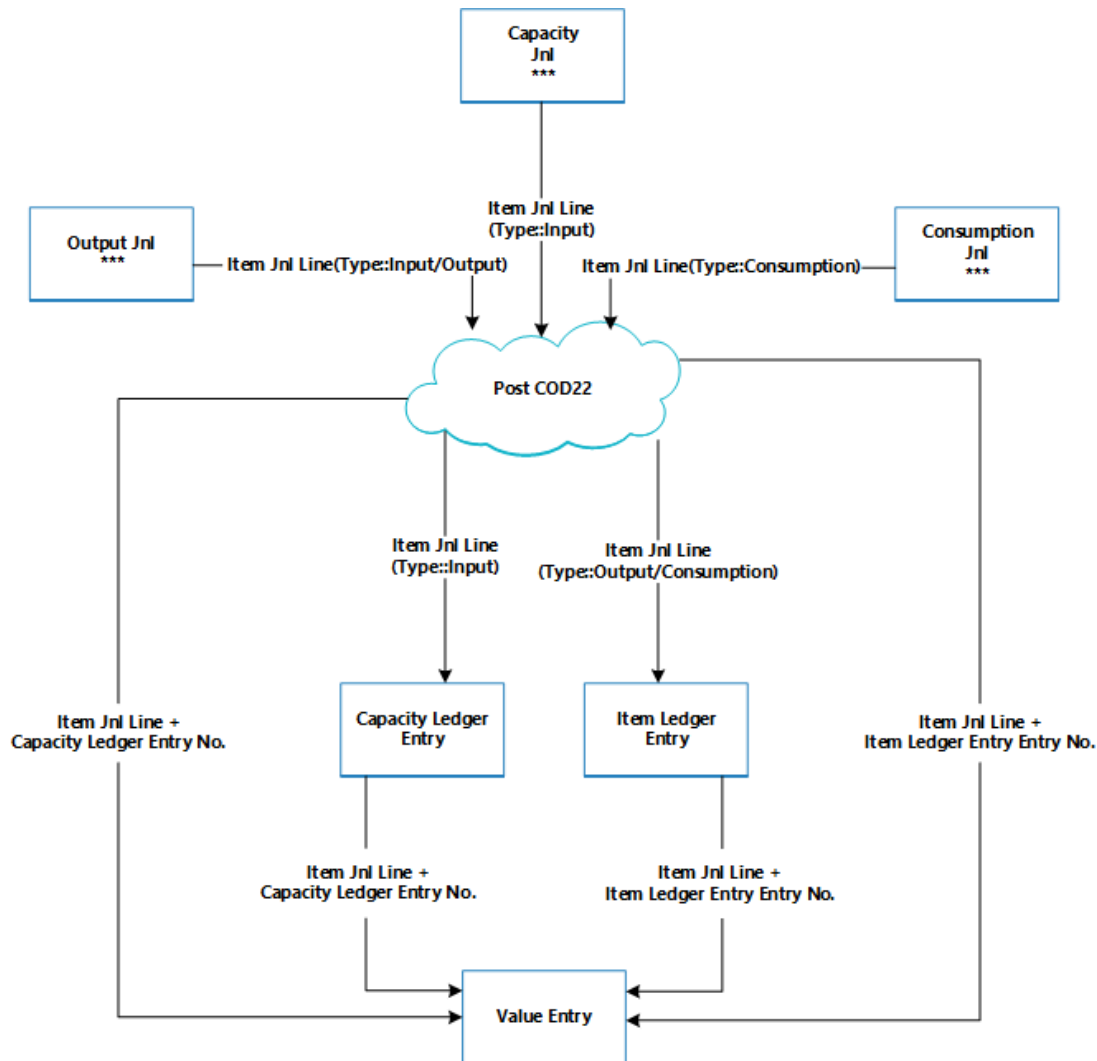 Capacity
Jnl
***
Item Jnl Line
(Type::Input)
Output Jnl
***
Item Jnl Line(Type::Input/Output)
Item Jnl Line(Type::Consumption)
Consumption
Jnl
***
Post COD22
Item Jnl Line
(Type::Input)
Item Jnl Line
(Type::Output/Consumption)
Item Jnl Line +
Capacity Ledger Entry No.
Capacity Ledger
Entry
Item Ledger
Entry
Item Jnl Line +
Item Ledger Entry Entry No.
Item Jnl Line +
Capacity Ledger Entry No.
Item Jnl Line +
Item Ledger Entry Entry No.
Value Entry